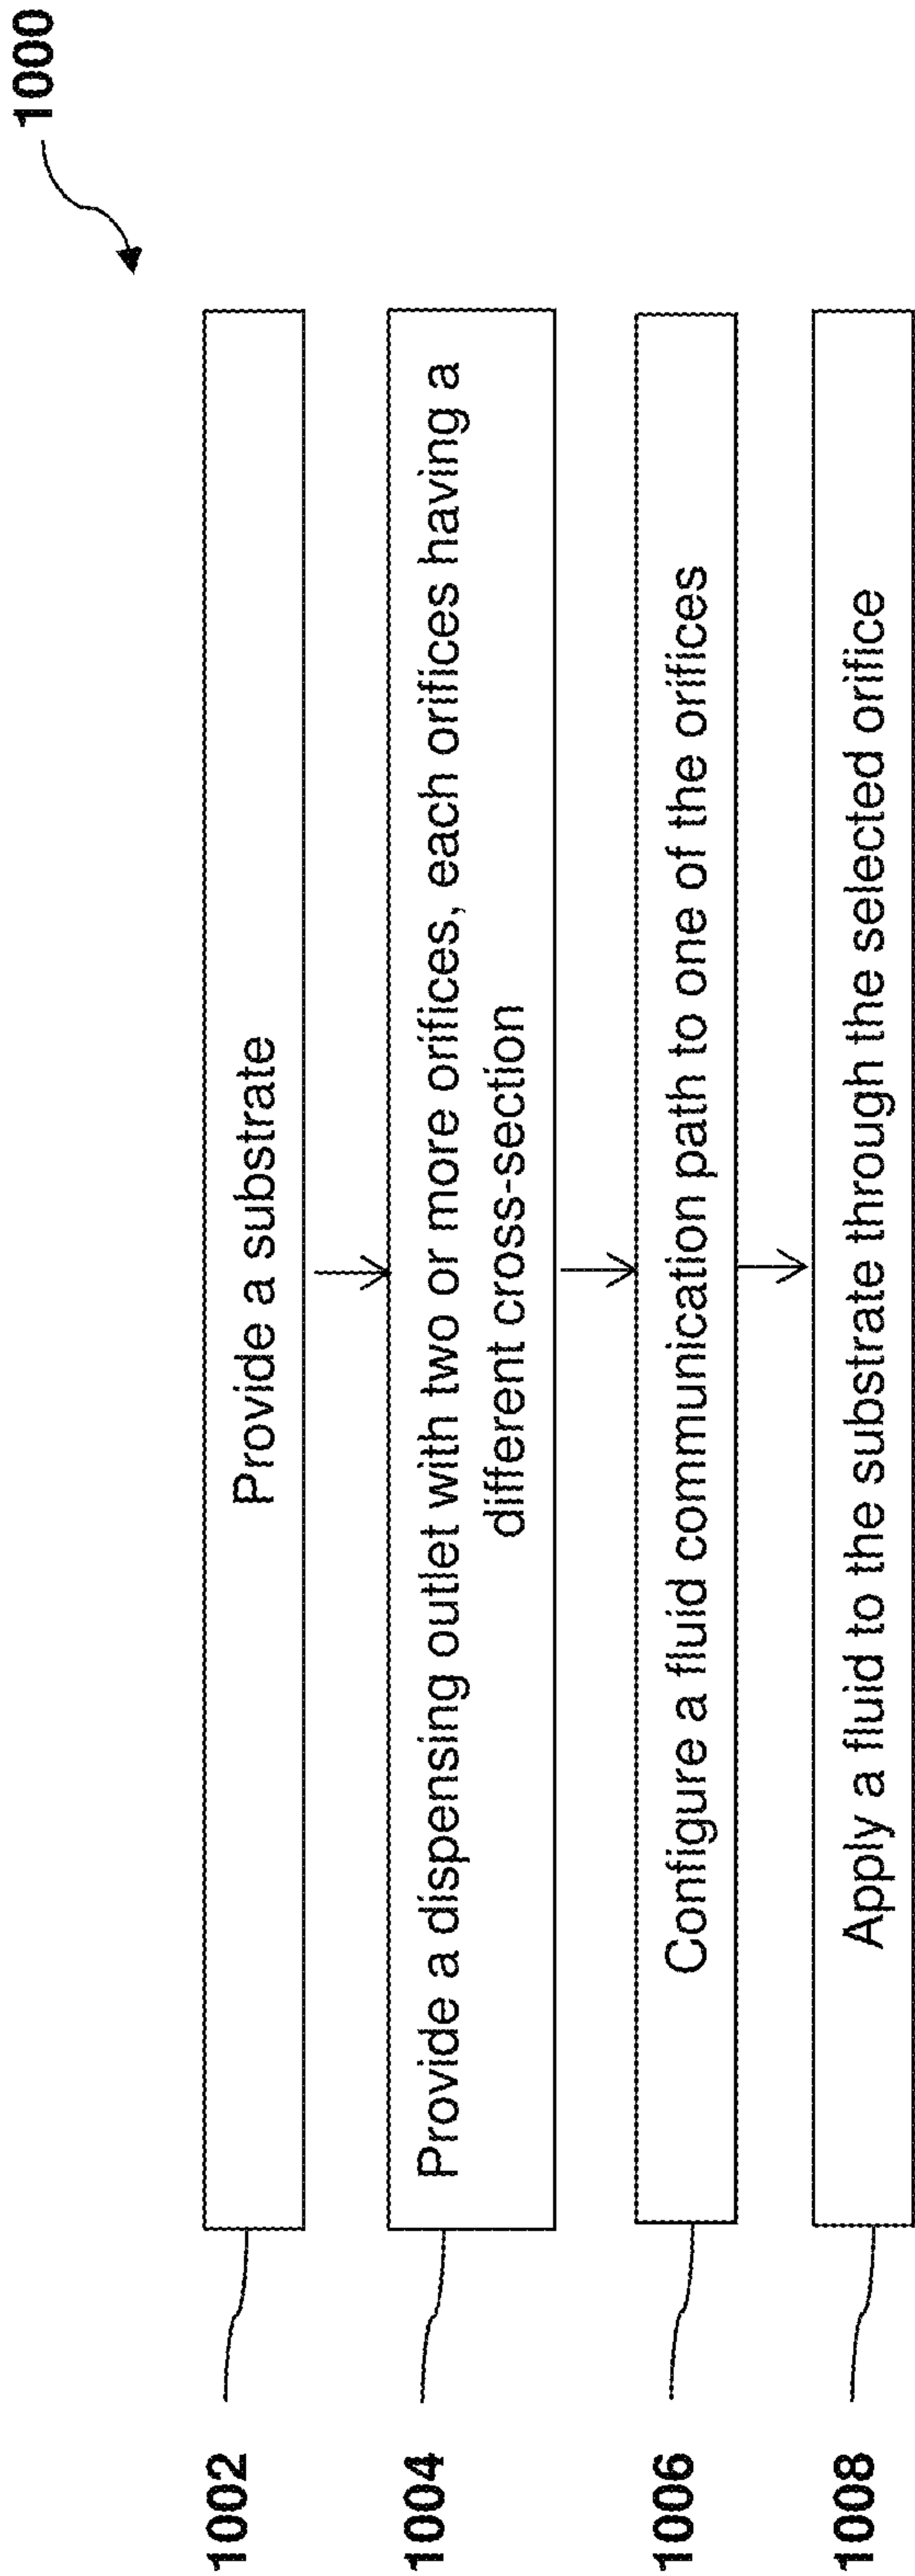 1000
1002
Provide a substrate
1004
Provide a dispensing outlet with two or more orifices, each orifices having a
different cross-section
1006
Configure a fluid communication path to one of the orifices
1008
Apply a fluid to the substrate through the selected orifice